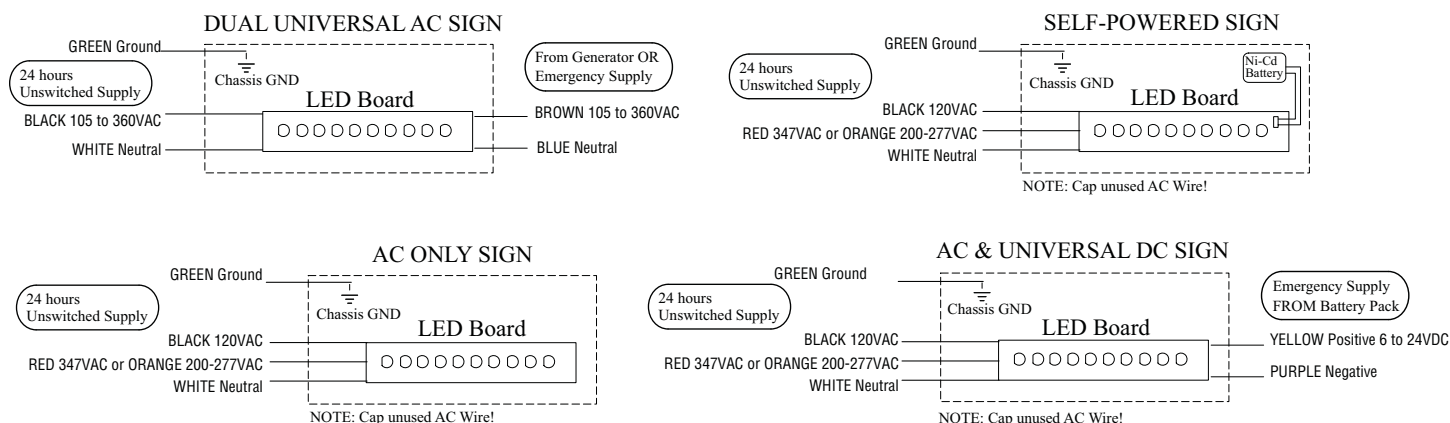 DUAL UNIVERSAL AC SIGN
GREEN Ground
24 hours
Unswitched Supply
Chassis GND
From Generator OR
Emergency Supply
LED Board
BLACK 105 to 360VAC
BROWN 105 to 360VAC
WHITE Neutral
BLUE Neutral
SELF-POWERED SIGN
GREEN Ground
24 hours
Unswitched Supply
Chassis GND
Ni-Cd
Battery
LED Board
BLACK 120VAC
RED 347VAC or ORANGE 200-277VAC
WHITE Neutral
NOTE: Cap unused AC Wire!
AC ONLY SIGN
GREEN Ground
24 hours
Unswitched Supply
Chassis GND
LED Board
BLACK 120VAC
RED 347VAC or ORANGE 200-277VAC
WHITE Neutral
NOTE: Cap unused AC Wire!
AC & UNIVERSAL DC SIGN
GREEN Ground
24 hours
Unswitched Supply
Chassis GND
Emergency Supply
FROM Battery Pack
LED Board
BLACK 120VAC
YELLOW Positive 6 to 24VDC
RED 347VAC or ORANGE 200-277VAC
PURPLE Negative
WHITE Neutral
NOTE: Cap unused AC Wire!